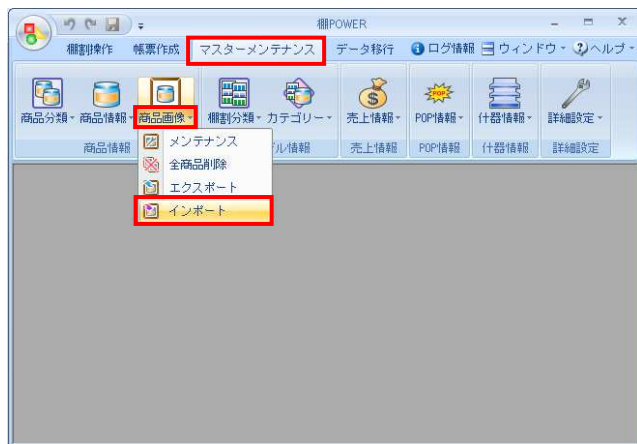 棚POWER
棚割操作 帳票作成 マスターメンテナンス データ移行 ログ情報 ウィンドウ ヘルプ
商品分類 商品情報 商品画像 棚割分類 カテゴリー 売上情報 POP情報 什器情報 詳細設定
商品情報 ル情報 売上情報 POP情報 什器情報 詳細設定
メンテナンス
全商品削除
エクスポート
インポート